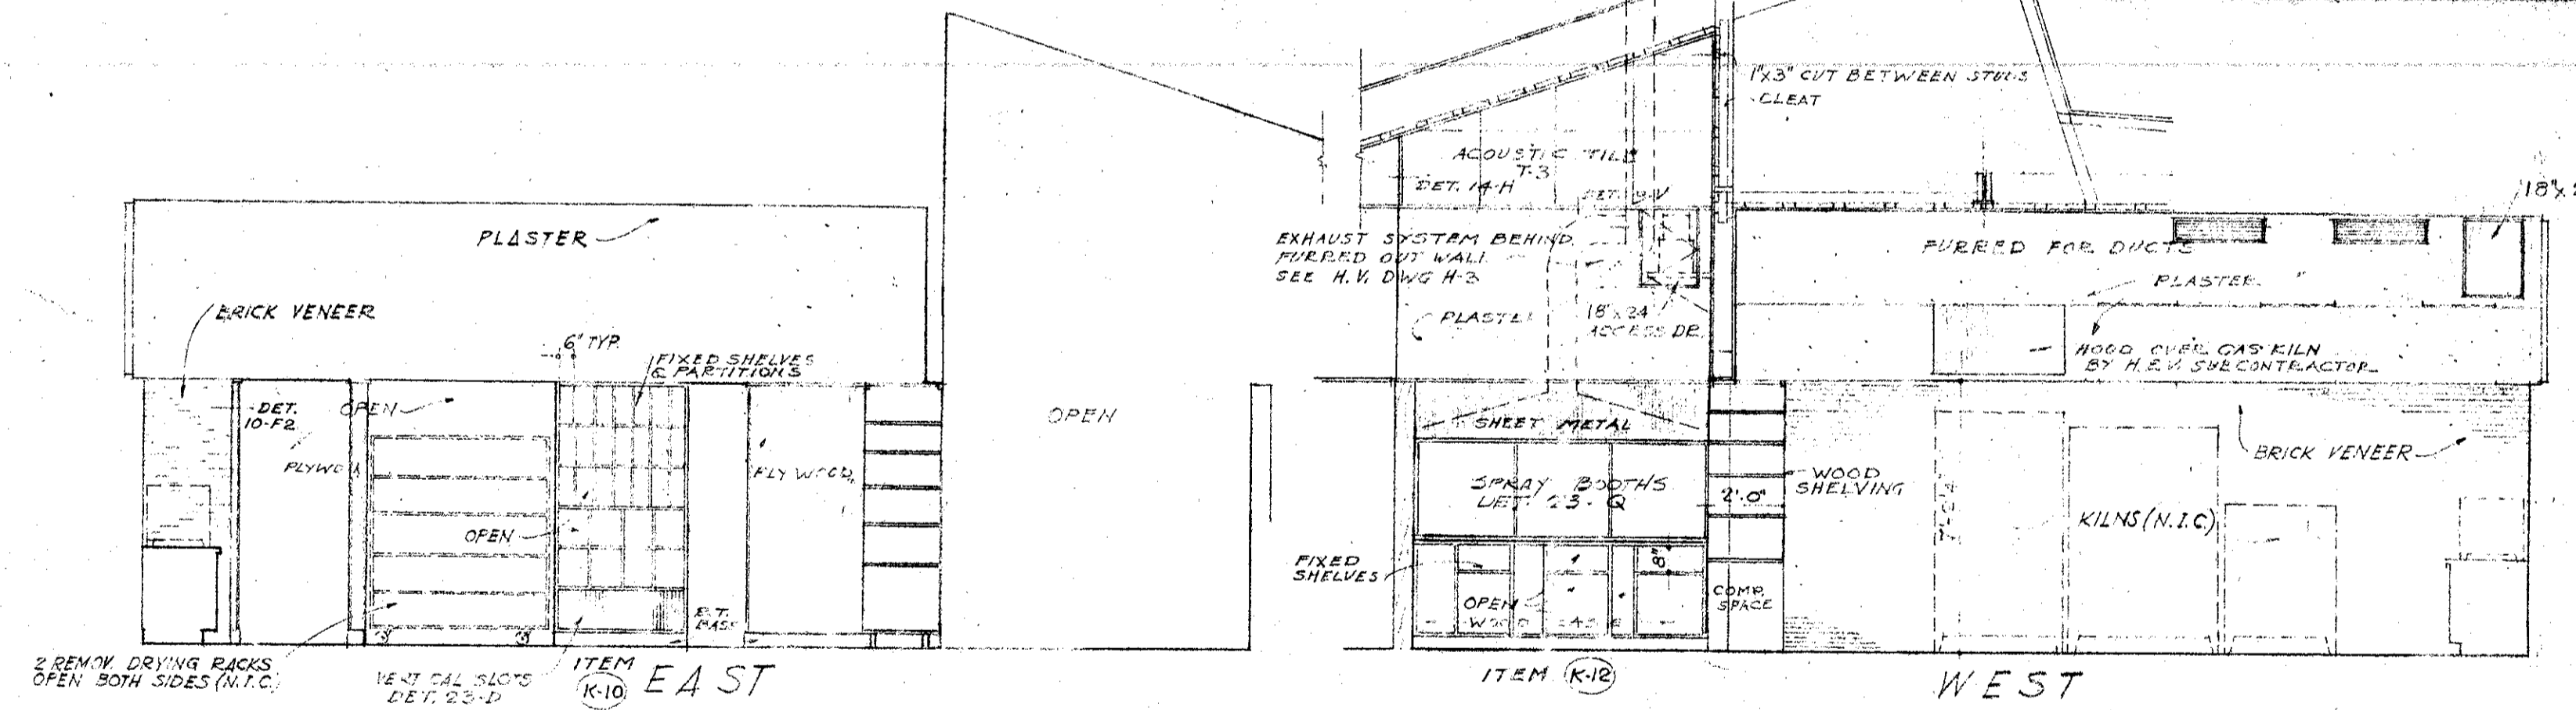 PLASTER
BRICK VENEER
6" TYP.
FIXED SHELVES
& PARTITIONS
DET.
10-F2
OPEN
PLYWOOD
OPEN
2 REMOV. DRYING RACKS
OPEN BOTH SIDES (N.I.C.)
VERTICAL SLOTS
DET. 23-D
ITEM
K-10
EAST
BASE
PLYWOOD
OPEN
1"X3" CUT BETWEEN STUDS
CLEAT
ACOUSTIC TILE
T-3
DET. 14-H
EXHAUST SYSTEM BEHIND
FURRED OUT WALL
SEE H.V. DWG H-3
PLASTER
18"x24"
ACCESS DR.
SHEET METAL
SPRAY BOOTHS
DET. 23-Q
2'-0"
WOOD
SHELVING
FIXED
SHELVES
8"
OPEN
WOOD
COMP.
SPACE
ITEM K-12
18"x2
FURRED FOR DUCTS
PLASTER
HOOD OVER GAS KILN
BY H.&V. SUBCONTRACTOR
BRICK VENEER
KILNS (N.I.C.)
WEST